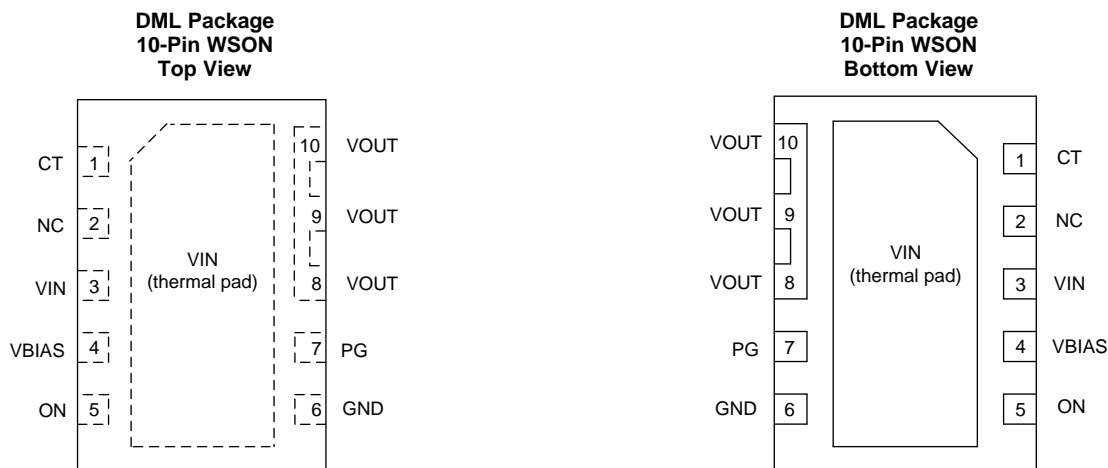 DML Package
10-Pin WSON
Top View
CT 1
NC 2
VIN 3
VBIAS 4
ON 5
VIN
(thermal pad)
10 VOUT
9 VOUT
8 VOUT
7 PG
6 GND
DML Package
10-Pin WSON
Bottom View
VOUT 10
VOUT 9
VOUT 8
PG 7
GND 6
VIN
(thermal pad)
1 CT
2 NC
3 VIN
4 VBIAS
5 ON